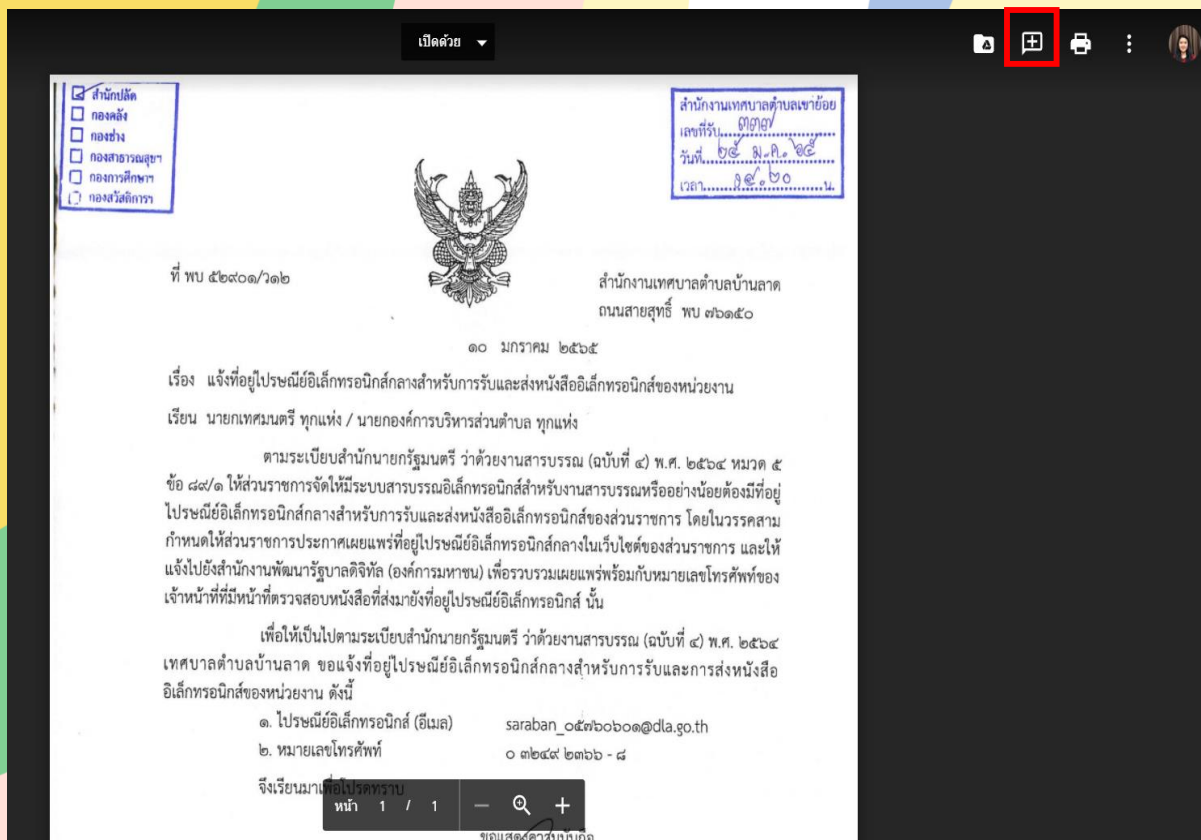 เปิดด้วย
สำนักปลัด
กองคลัง
กองช่าง
กองสาธารณสุขฯ
กองการศึกษาฯ
กองสวัสดิการฯ
สำนักงานเทศบาลตำบลเขาย้อย
เลขที่รับ....๓๓๗....
วันที่....๒๕ ม.ค. ๖๕
เวลา.......๑๕.๒๐.......น.
ที่ พบ ๕๒๙๐๑/ว๑๒
สำนักงานเทศบาลตำบลบ้านลาด
ถนนสายสุทธิ์ พบ ๗๖๑๕๐
๑๐ มกราคม ๒๕๖๕
เรื่อง แจ้งที่อยู่ไปรษณีย์อิเล็กทรอนิกส์กลางสำหรับการรับและส่งหนังสืออิเล็กทรอนิกส์ของหน่วยงาน
เรียน นายกเทศมนตรี ทุกแห่ง / นายกองค์การบริหารส่วนตำบล ทุกแห่ง
ตามระเบียบสำนักนายกรัฐมนตรี ว่าด้วยงานสารบรรณ (ฉบับที่ ๔) พ.ศ. ๒๕๖๔ หมวด ๕
ข้อ ๘๙/๑ ให้ส่วนราชการจัดให้มีระบบสารบรรณอิเล็กทรอนิกส์สำหรับงานสารบรรณหรืออย่างน้อยต้องมีที่อยู่
ไปรษณีย์อิเล็กทรอนิกส์กลางสำหรับการรับและส่งหนังสืออิเล็กทรอนิกส์ของส่วนราชการ โดยในวรรคสาม
กำหนดให้ส่วนราชการประกาศเผยแพร่ที่อยู่ไปรษณีย์อิเล็กทรอนิกส์กลางในเว็บไซต์ของส่วนราชการ และให้
แจ้งไปยังสำนักงานพัฒนารัฐบาลดิจิทัล (องค์การมหาชน) เพื่อรวบรวมเผยแพร่พร้อมกับหมายเลขโทรศัพท์ของ
เจ้าหน้าที่ที่มีหน้าที่ตรวจสอบหนังสือที่ส่งมายังที่อยู่ไปรษณีย์อิเล็กทรอนิกส์ นั้น
เพื่อให้เป็นไปตามระเบียบสำนักนายกรัฐมนตรี ว่าด้วยงานสารบรรณ (ฉบับที่ ๔) พ.ศ. ๒๕๖๔
เทศบาลตำบลบ้านลาด ขอแจ้งที่อยู่ไปรษณีย์อิเล็กทรอนิกส์กลางสำหรับการรับและการส่งหนังสือ
อิเล็กทรอนิกส์ของหน่วยงาน ดังนี้
๑. ไปรษณีย์อิเล็กทรอนิกส์ (อีเมล) saraban_๐๕๗๖๐๖๐๑@dla.go.th
๒. หมายเลขโทรศัพท์ ๐ ๓๒๔๙ ๒๓๖๖ - ๘
จึงเรียนมาเพื่อโปรดทราบ
หน้า 1 / 1
ขอแสดงความนับถือ